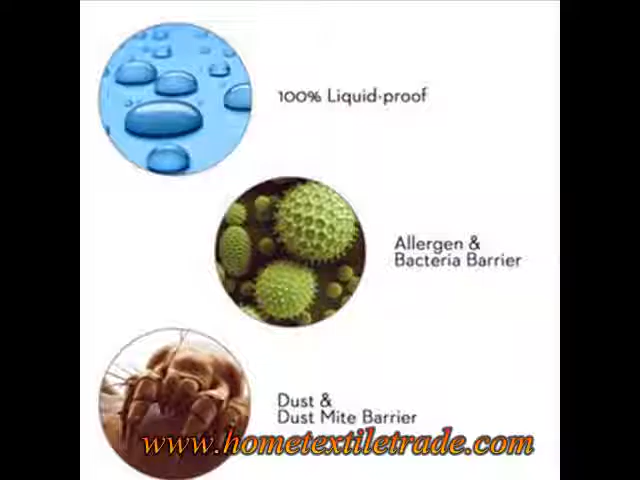 100% Liquid-proof
Allergen &
Bacteria Barrier
Dust &
Dust Mite Barrier
www.hometextiletrade.com